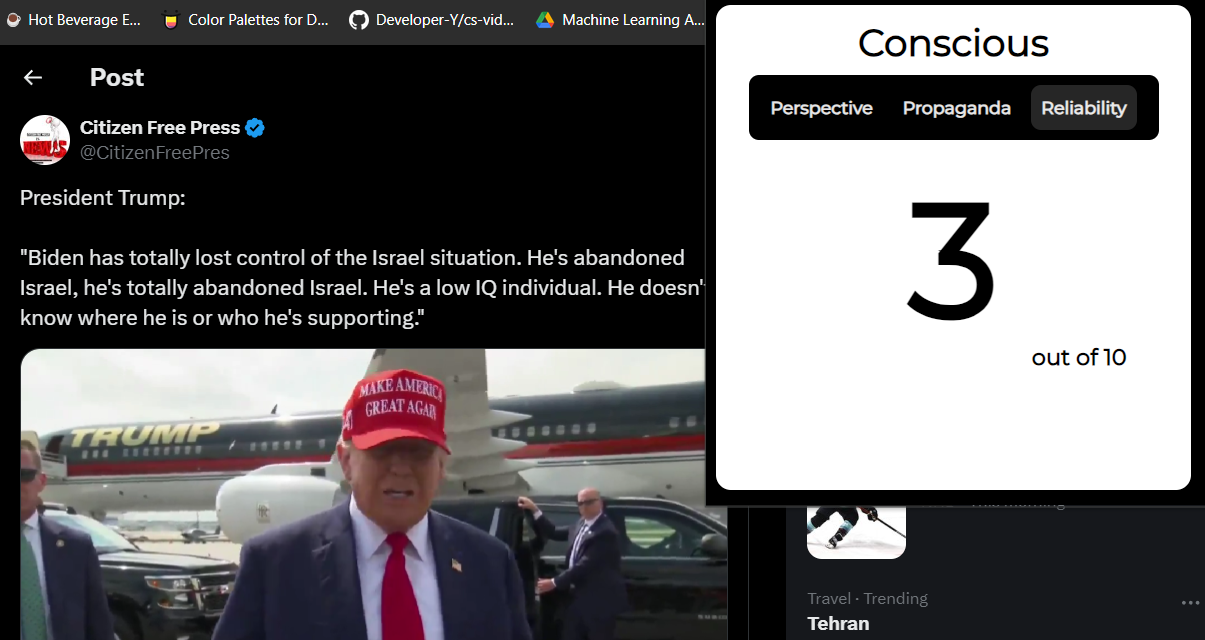 Hot Beverage E...
Color Palettes for D...
Developer-Y/cs-vid...
Machine Learning A...
Post
Citizen Free Press
@CitizenFreePres
President Trump:
"Biden has totally lost control of the Israel situation. He's abandoned
Israel, he's totally abandoned Israel. He's a low IQ individual. He doesn'
know where he is or who he's supporting."
TRUMP
MAKE AMERICA
GREAT AGAIN
Conscious
Perspective
Propaganda
Reliability
3
out of 10
Travel · Trending
Tehran